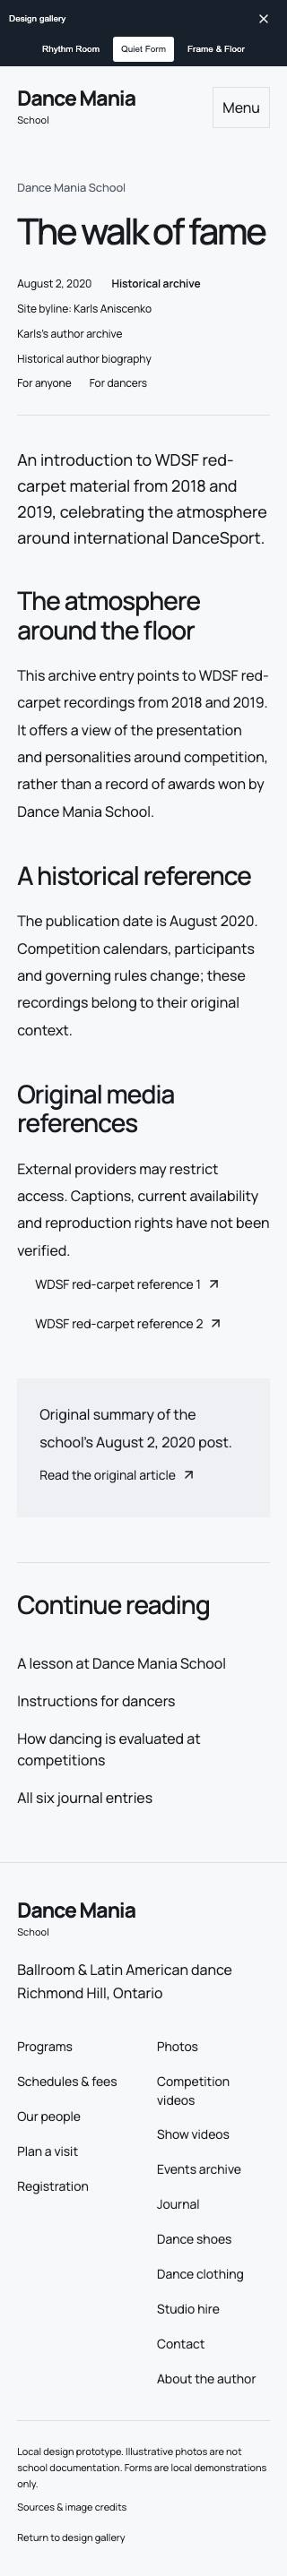 Design gallery
Rhythm Room
Quiet Form
Frame & Floor
Dance Mania
School
Menu
Dance Mania School
The walk of fame
August 2, 2020
Historical archive
Site byline: Karls Aniscenko
Karls's author archive
Historical author biography
For anyone
For dancers
An introduction to WDSF red-
carpet material from 2018 and
2019, celebrating the atmosphere
around international DanceSport.
The atmosphere
around the floor
This archive entry points to WDSF red-
carpet recordings from 2018 and 2019.
It offers a view of the presentation
and personalities around competition,
rather than a record of awards won by
Dance Mania School.
A historical reference
The publication date is August 2020.
Competition calendars, participants
and governing rules change; these
recordings belong to their original
context.
Original media
references
External providers may restrict
access. Captions, current availability
and reproduction rights have not been
verified.
WDSF red-carpet reference 1
WDSF red-carpet reference 2
Original summary of the
school's August 2, 2020 post.
Read the original article
Continue reading
A lesson at Dance Mania School
Instructions for dancers
How dancing is evaluated at
competitions
All six journal entries
Dance Mania
School
Ballroom & Latin American dance
Richmond Hill, Ontario
Programs
Schedules & fees
Our people
Plan a visit
Registration
Photos
Competition
videos
Show videos
Events archive
Journal
Dance shoes
Dance clothing
Studio hire
Contact
About the author
Local design prototype. Illustrative photos are not
school documentation. Forms are local demonstrations
only.
Sources & image credits
Return to design gallery